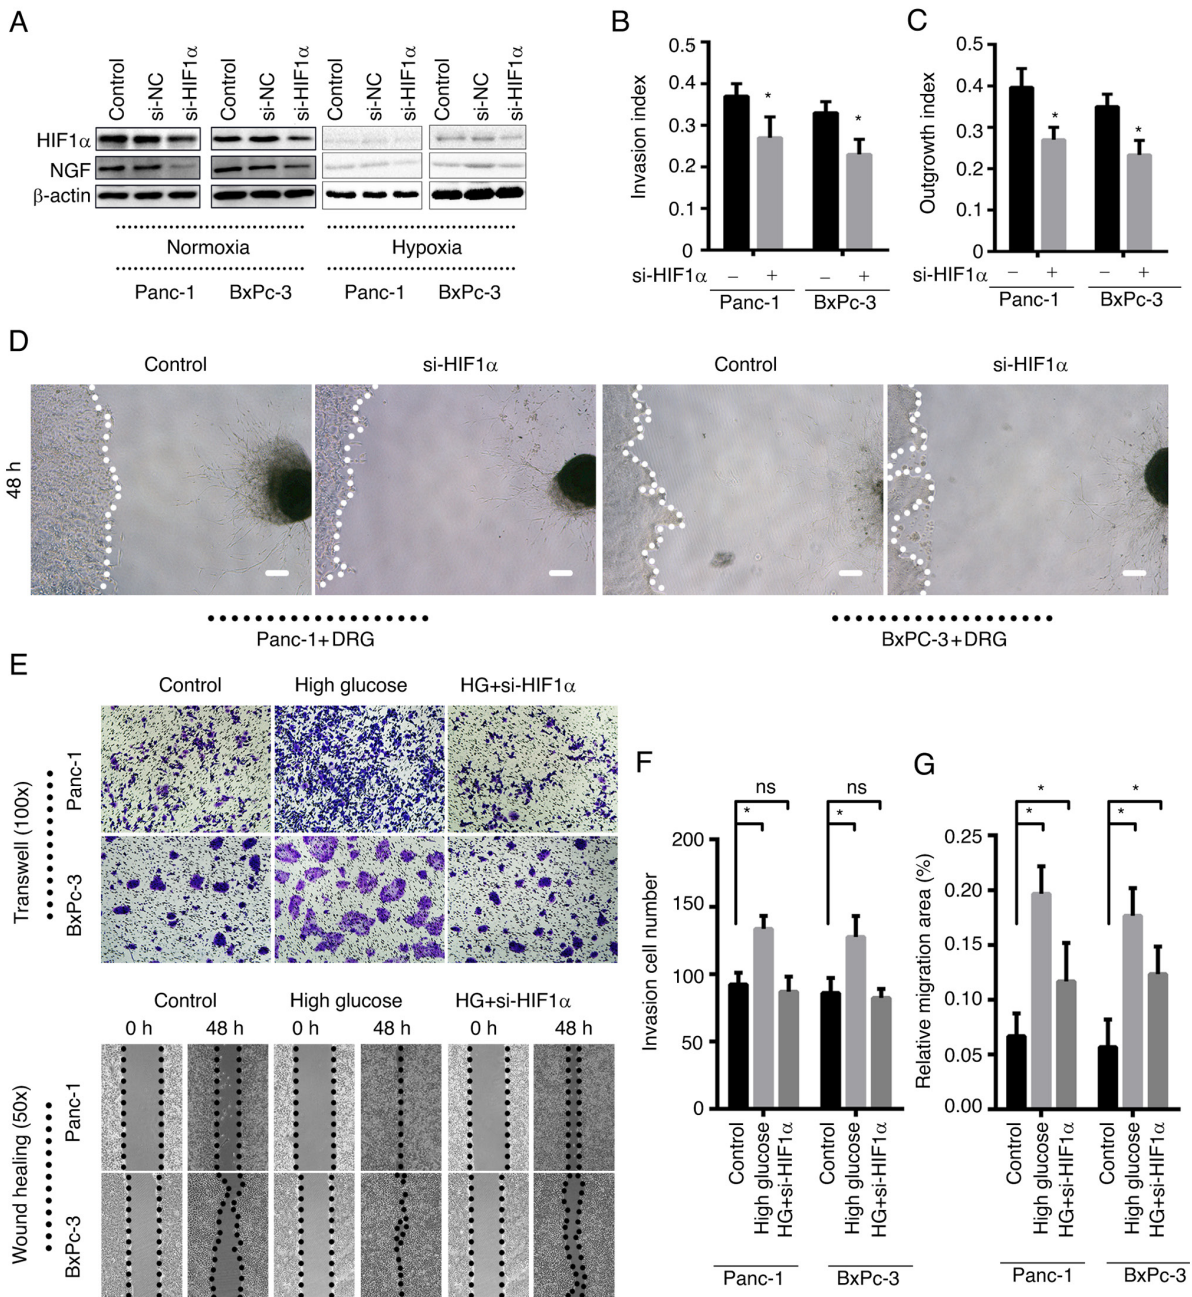 A
Control
si-NC
si-HIF1α
Control
si-NC
si-HIF1α
Control
si-NC
si-HIF1α
Control
si-NC
si-HIF1α
HIF1α
NGF
β-actin
Normoxia
Hypoxia
Panc-1
BxPc-3
Panc-1
BxPc-3
B
Invasion index
0.5
0.4
0.3
0.2
0.1
0
*
*
si-HIF1α − + − +
Panc-1
BxPc-3
C
Outgrowth index
0.5
0.4
0.3
0.2
0.1
0
*
*
si-HIF1α − + − +
Panc-1
BxPC-3
D
Control
si-HIF1α
Control
si-HIF1α
48 h
Panc-1+DRG
BxPC-3+DRG
E
Control
High glucose
HG+si-HIF1α
Transwell (100x)
Panc-1
BxPc-3
Control
High glucose
HG+si-HIF1α
0 h
48 h
0 h
48 h
0 h
48 h
Wound healing (50x)
Panc-1
BxPc-3
F
Invasion cell number
200
150
100
50
0
ns
*
ns
*
Control
High glucose
HG+si-HIF1α
Control
High glucose
HG+si-HIF1α
Panc-1
BxPc-3
G
Relative migration area (%)
0.25
0.20
0.15
0.10
0.05
0.00
*
*
*
*
Control
High glucose
HG+si-HIF1α
Control
High glucose
HG+si-HIF1α
Panc-1
BxPc-3